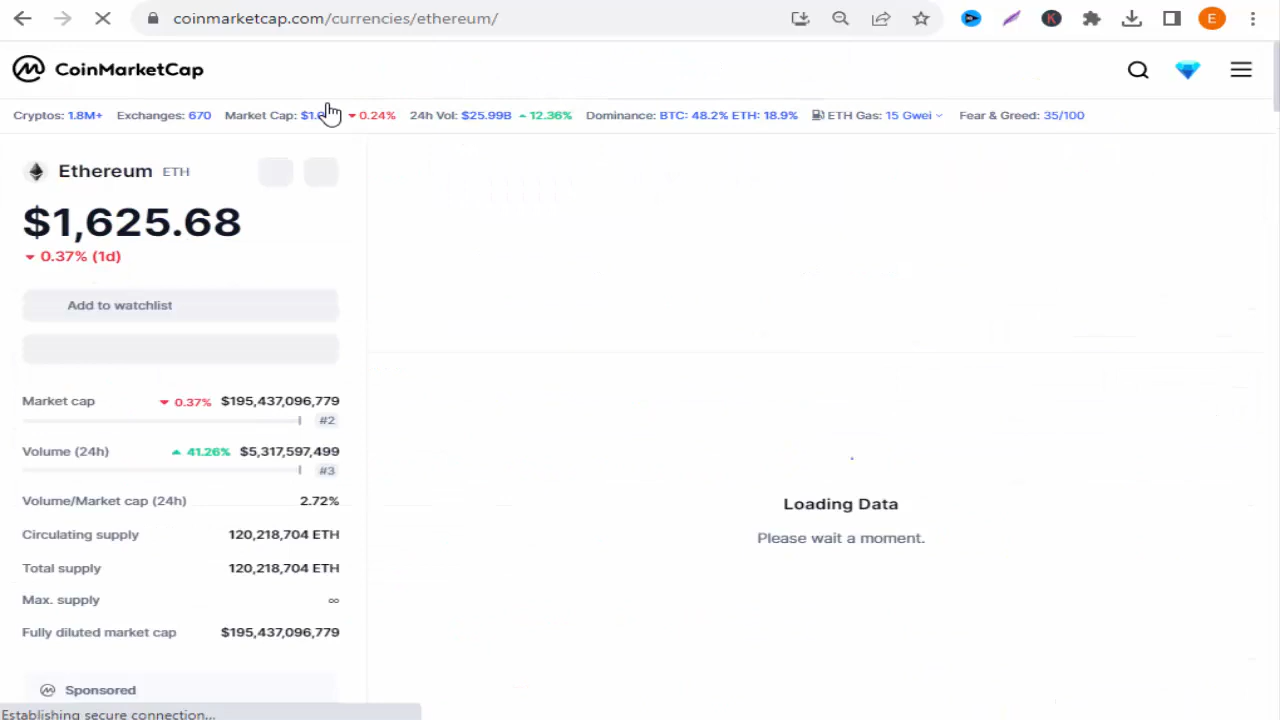 coinmarketcap.com/currencies/ethereum/
K
E
CoinMarketCap
Cryptos: 1.8M+ Exchanges: 670 Market Cap: 0.24% 24h Vol: $25.99B 12.36% Dominance: BTC: 48.2% ETH: 18.9% ETH Gas: 15 Gwei Fear & Greed: 35/100
Ethereum ETH
$1,625.68
0.37% (1d)
Add to watchlist
Market cap 0.37% $195,437,096,779
#2
Volume (24h) 41.26% $5,317,597,499
#3
Volume/Market cap (24h) 2.72%
Circulating supply 120,218,704 ETH
Total supply 120,218,704 ETH
Max. supply ∞
Fully diluted market cap $195,437,096,779
Sponsored
Loading Data
Please wait a moment.
Establishing secure connection...